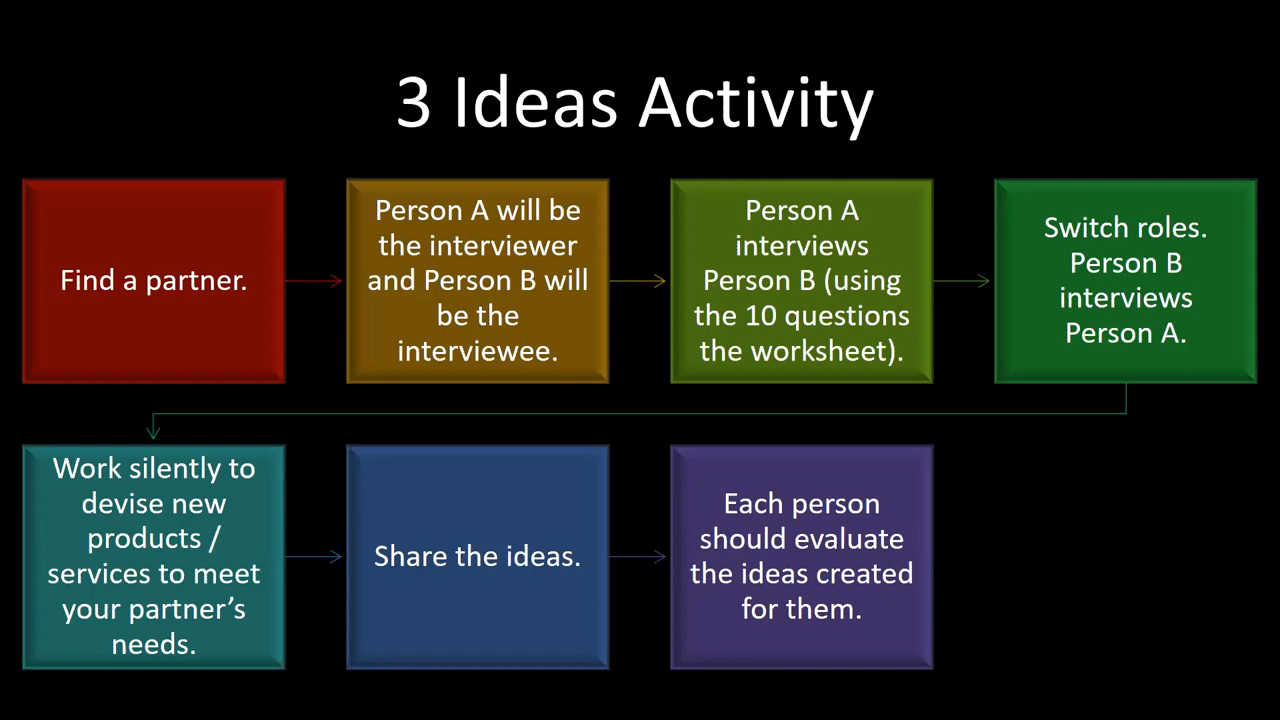 3 Ideas Activity
Find a partner.
Person A will be
the interviewer
and Person B will
be the
interviewee.
Person A
interviews
Person B (using
the 10 questions
the worksheet).
Switch roles.
Person B
interviews
Person A.
Work silently to
devise new
products /
services to meet
your partner’s
needs.
Share the ideas.
Each person
should evaluate
the ideas created
for them.